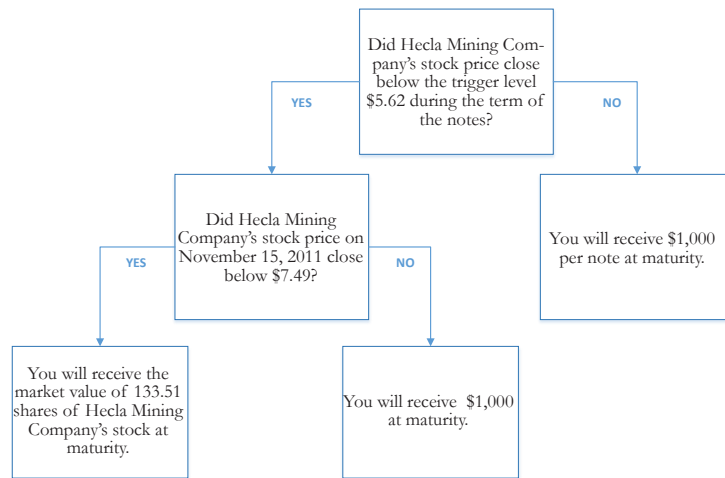 Did Hecla Mining Com-
pany's stock price close
below the trigger level
$5.62 during the term of
the notes?
YES
NO
Did Hecla Mining
Company's stock price on
November 15, 2011 close
below $7.49?
You will receive $1,000
per note at maturity.
YES
NO
You will receive the
market value of 133.51
shares of Hecla Mining
Company's stock at
maturity.
You will receive $1,000
at maturity.